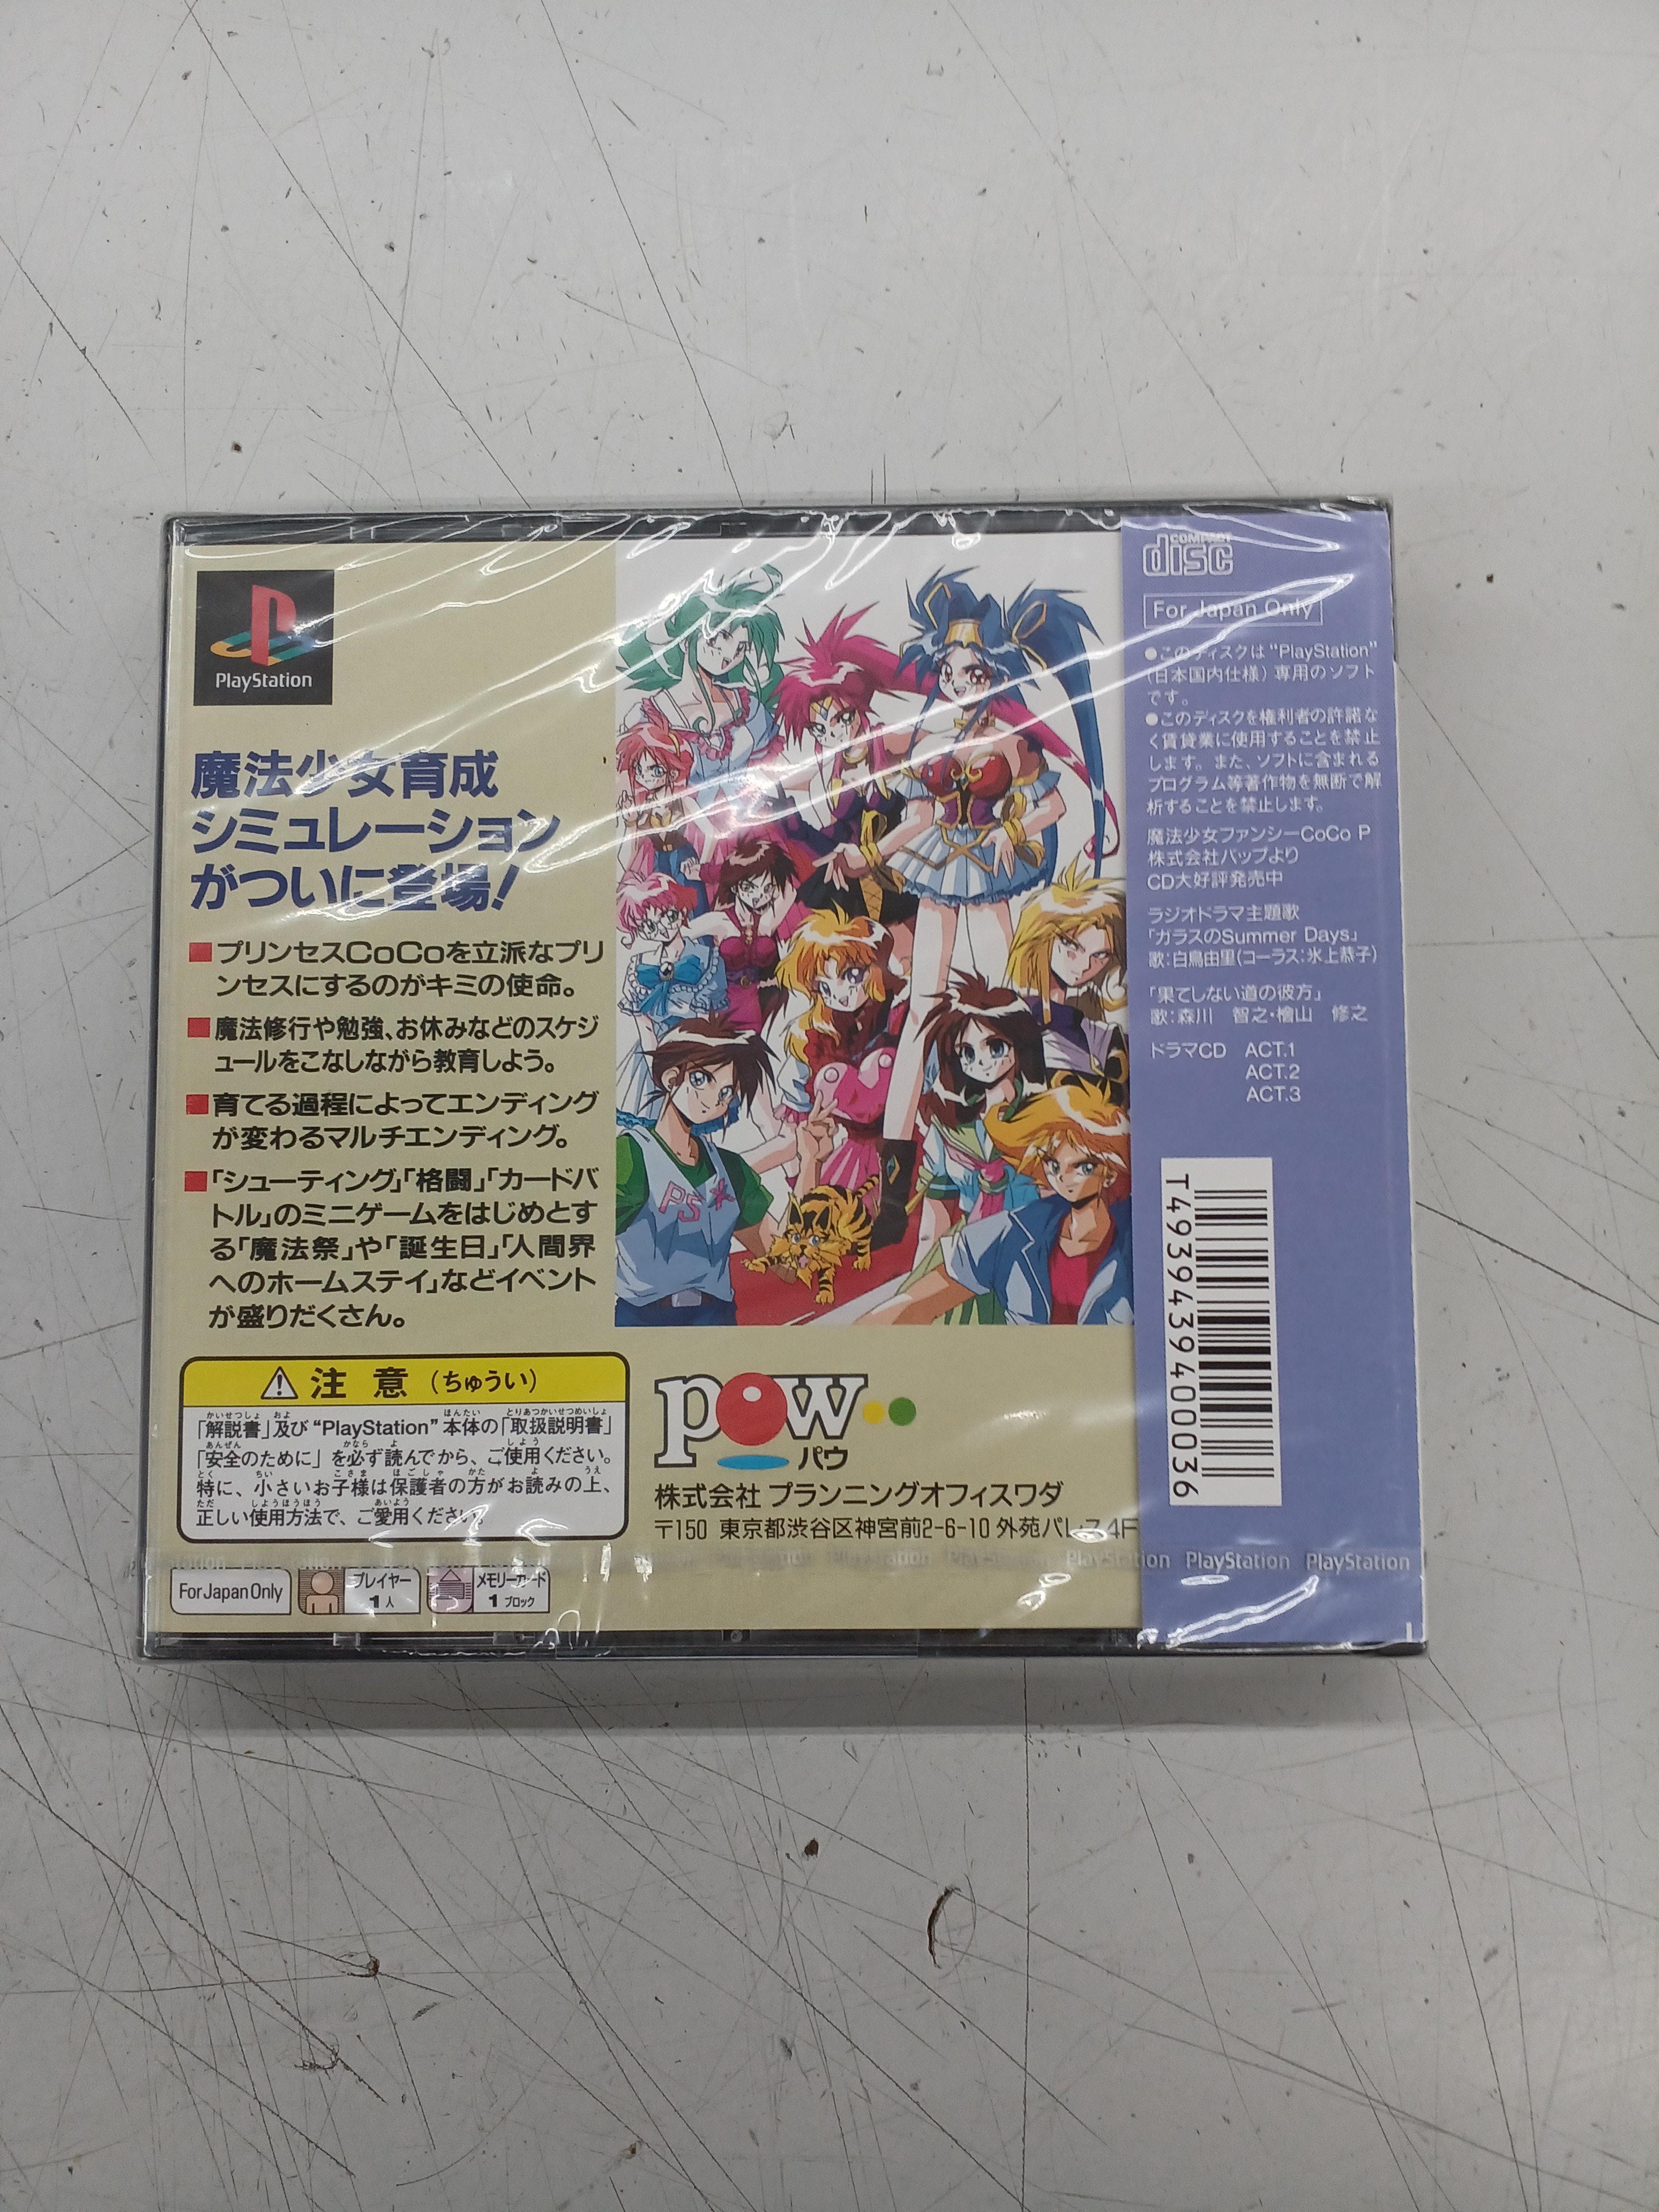 PlayStation
魔法少女育成
シミュレーション
がついに登場!
■プリンセスCoCoを立派なプリ
ンセスにするのがキミの使命。
■魔法修行や勉強、お休みなどのスケジ
ュールをこなしながら教育しよう。
■育てる過程によってエンディング
が変わるマルチエンディング。
■「シューティング」「格闘」「カードバ
トル」のミニゲームをはじめとす
る「魔法祭」や「誕生日」「人間界
へのホームステイ」などイベント
が盛りだくさん。
注意(ちゅうい)
「解説書」及び“PlayStation”本体の「取扱説明書」
「安全のために」を必ず読んでから、ご使用ください。
特に、小さいお子様は保護者の方がお読みの上、
正しい使用方法で、ご愛用ください。
For Japan Only
プレイヤー
1人
メモリーカード
1ブロック
PS
pow
パウ
株式会社 プランニングオフィスワダ
〒150 東京都渋谷区神宮前2-6-10 外苑パレス4F
PlayStation PlayStation PlayStation
COMPACT
disc
For Japan Only
●このディスクは“PlayStation”
(日本国内仕様)専用のソフト
です。
●このディスクを権利者の許諾な
く賃貸業に使用することを禁止
します。また、ソフトに含まれる
プログラム等著作物を無断で解
析することを禁止します。
魔法少女ファンシーCoCo P
株式会社バップより
CD大好評発売中
ラジオドラマ主題歌
「ガラスのSummer Days」
歌:白鳥由里(コーラス:氷上恭子)
「果てしない道の彼方」
歌:森川 智之・檜山 修之
ドラマCD ACT.1
ACT.2
ACT.3
T4939439400036